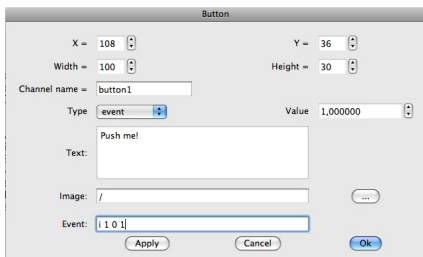 Button
X = 108 Y = 36
Width = 100 Height = 30
Channel name = button1
Type event Value 1,000000
Text: Push me!
Image: / ...
Event: i 1 0 1
Apply Cancel Ok